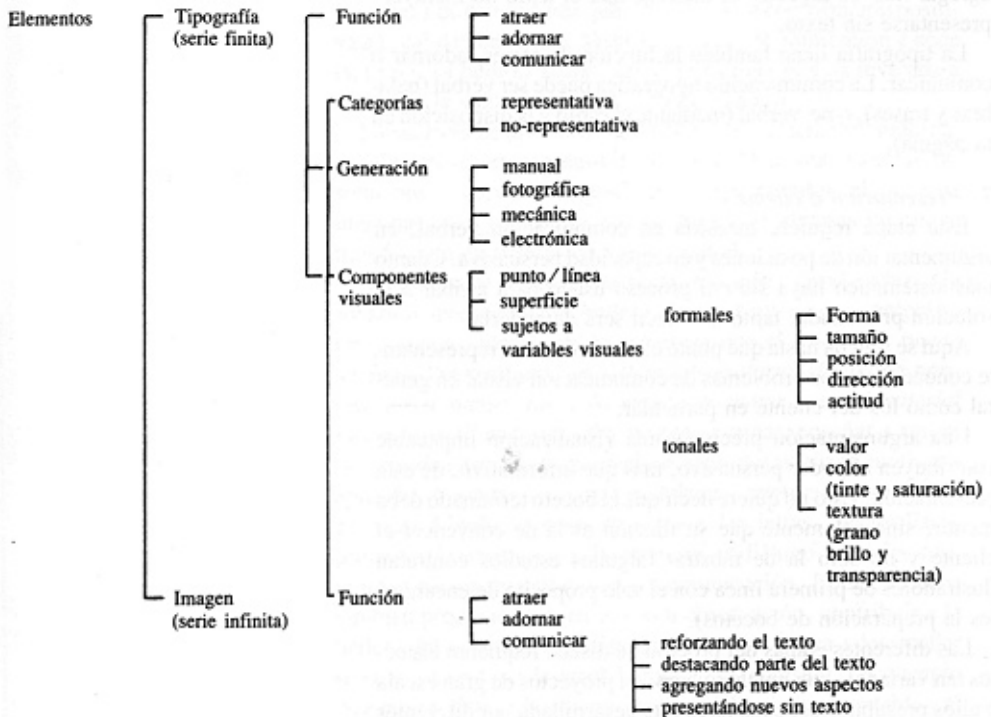 Elementos
Tipografía
(serie finita)
Función
atraer
adornar
comunicar
Categorías
representativa
no-representativa
Generación
manual
fotográfica
mecánica
electrónica
Componentes
visuales
punto / línea
superficie
sujetos a
variables visuales
formales
Forma
tamaño
posición
dirección
actitud
tonales
valor
color
(tinte y saturación)
textura
(grano
brillo y
transparencia)
Imagen
(serie infinita)
Función
atraer
adornar
comunicar
reforzando el texto
destacando parte del texto
agregando nuevos aspectos
presentándose sin texto